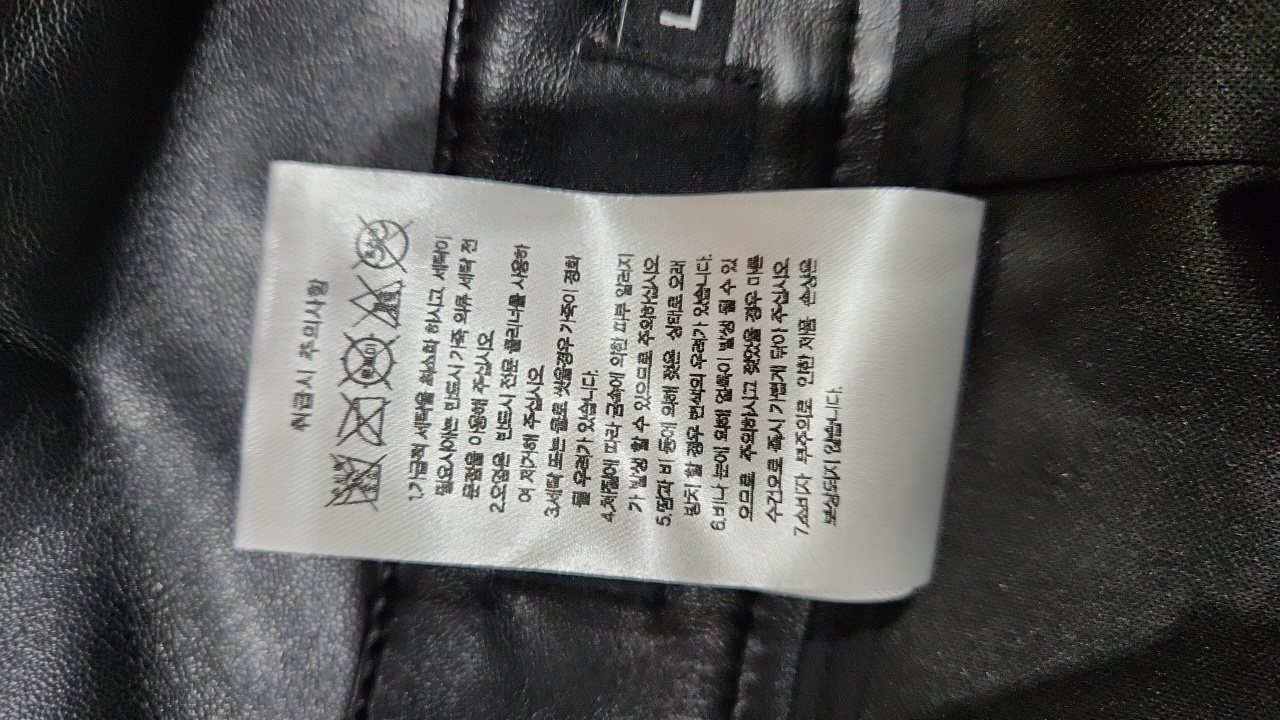 취급시 주의사항
1.가급적 세탁을 최소화 하시고, 세탁이
필요시에는 반드시 가죽 의류 세탁 전
문점을 이용해 주십시오
2.오염은 반드시 전문 클리너를 사용하
여 제거해 주십시오
3.세탁 또는 물로 씻을경우 가죽이 경화
될 우려가 있습니다.
4.체질에 따라 금속에 의한 피부 알러지
가 발생 할 수 있으므로 주의하십시오
5.땀과 비 등에 의해 젖은 상태로 오래
방치 할 경우 변색의 우려가 있습니다.
6.비나 눈에 의해 얼룩이 발생 될 수 있
으므로 주의하시고 젖었을 경우 마른
수건으로 즉시 가볍게 닦아 주십시오.
7.소비자 부주의로 인한 제품 손상은
보상되지 않습니다.
L